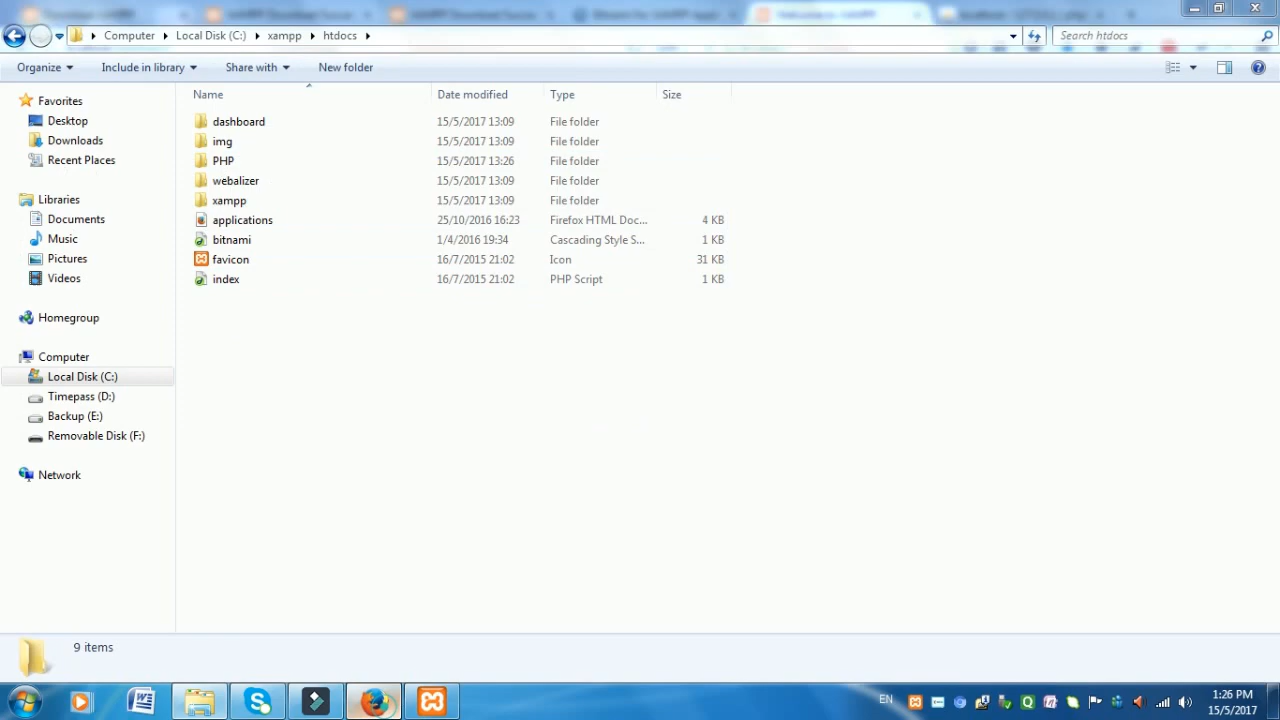 Computer Local Disk (C:) xampp htdocs Search htdocs
Organize Include in library Share with New folder
Name Date modified Type Size
Favorites
Desktop
Downloads
Recent Places
Libraries
Documents
Music
Pictures
Videos
Homegroup
Computer
Local Disk (C:)
Timepass (D:)
Backup (E:)
Removable Disk (F:)
Network
dashboard 15/5/2017 13:09 File folder
img 15/5/2017 13:09 File folder
PHP 15/5/2017 13:26 File folder
webalizer 15/5/2017 13:09 File folder
xampp 15/5/2017 13:09 File folder
applications 25/10/2016 16:23 Firefox HTML Doc... 4 KB
bitnami 1/4/2016 19:34 Cascading Style S... 1 KB
favicon 16/7/2015 21:02 Icon 31 KB
index 16/7/2015 21:02 PHP Script 1 KB
9 items
EN 1:26 PM
15/5/2017